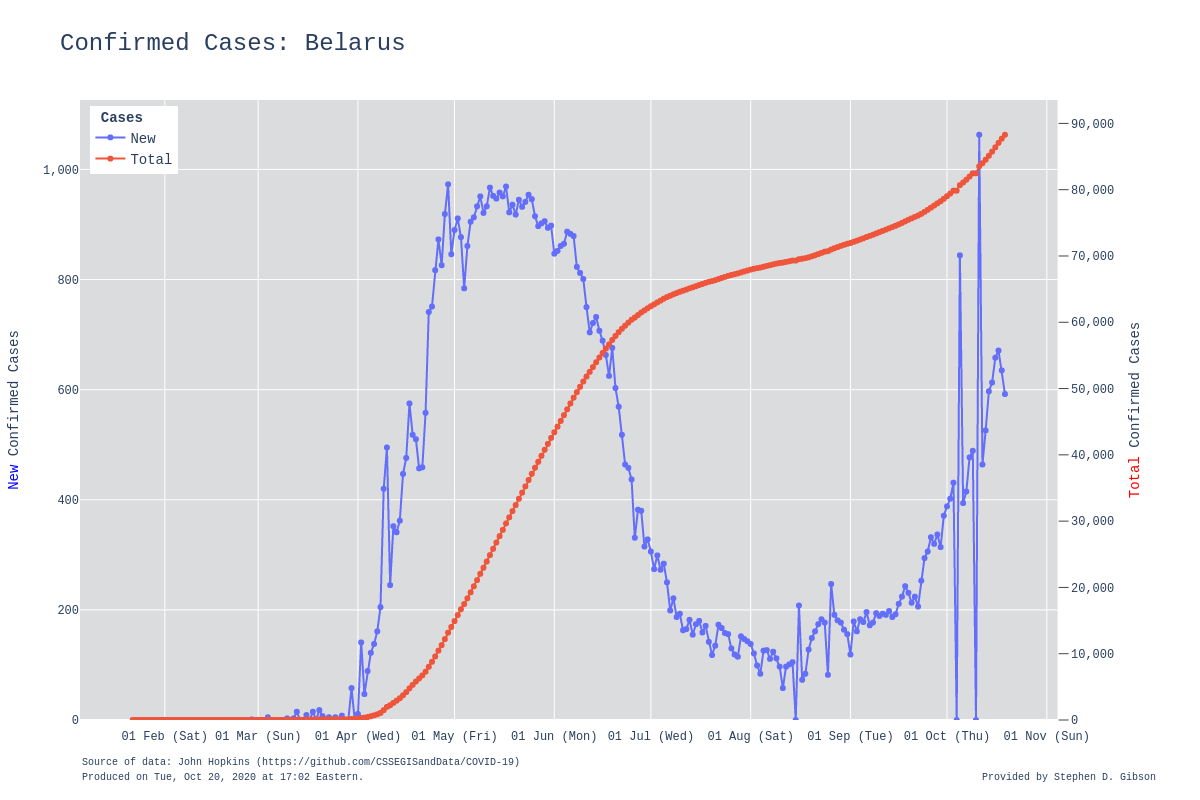 Confirmed Cases: Belarus
Cases
New
Total
1,000
800
600
400
200
0
New Confirmed Cases
90,000
80,000
70,000
60,000
50,000
40,000
30,000
20,000
10,000
0
Total Confirmed Cases
01 Feb (Sat) 01 Mar (Sun) 01 Apr (Wed) 01 May (Fri) 01 Jun (Mon) 01 Jul (Wed) 01 Aug (Sat) 01 Sep (Tue) 01 Oct (Thu) 01 Nov (Sun)
Source of data: John Hopkins (https://github.com/CSSEGISandData/COVID-19)
Produced on Tue, Oct 20, 2020 at 17:02 Eastern.
Provided by Stephen D. Gibson